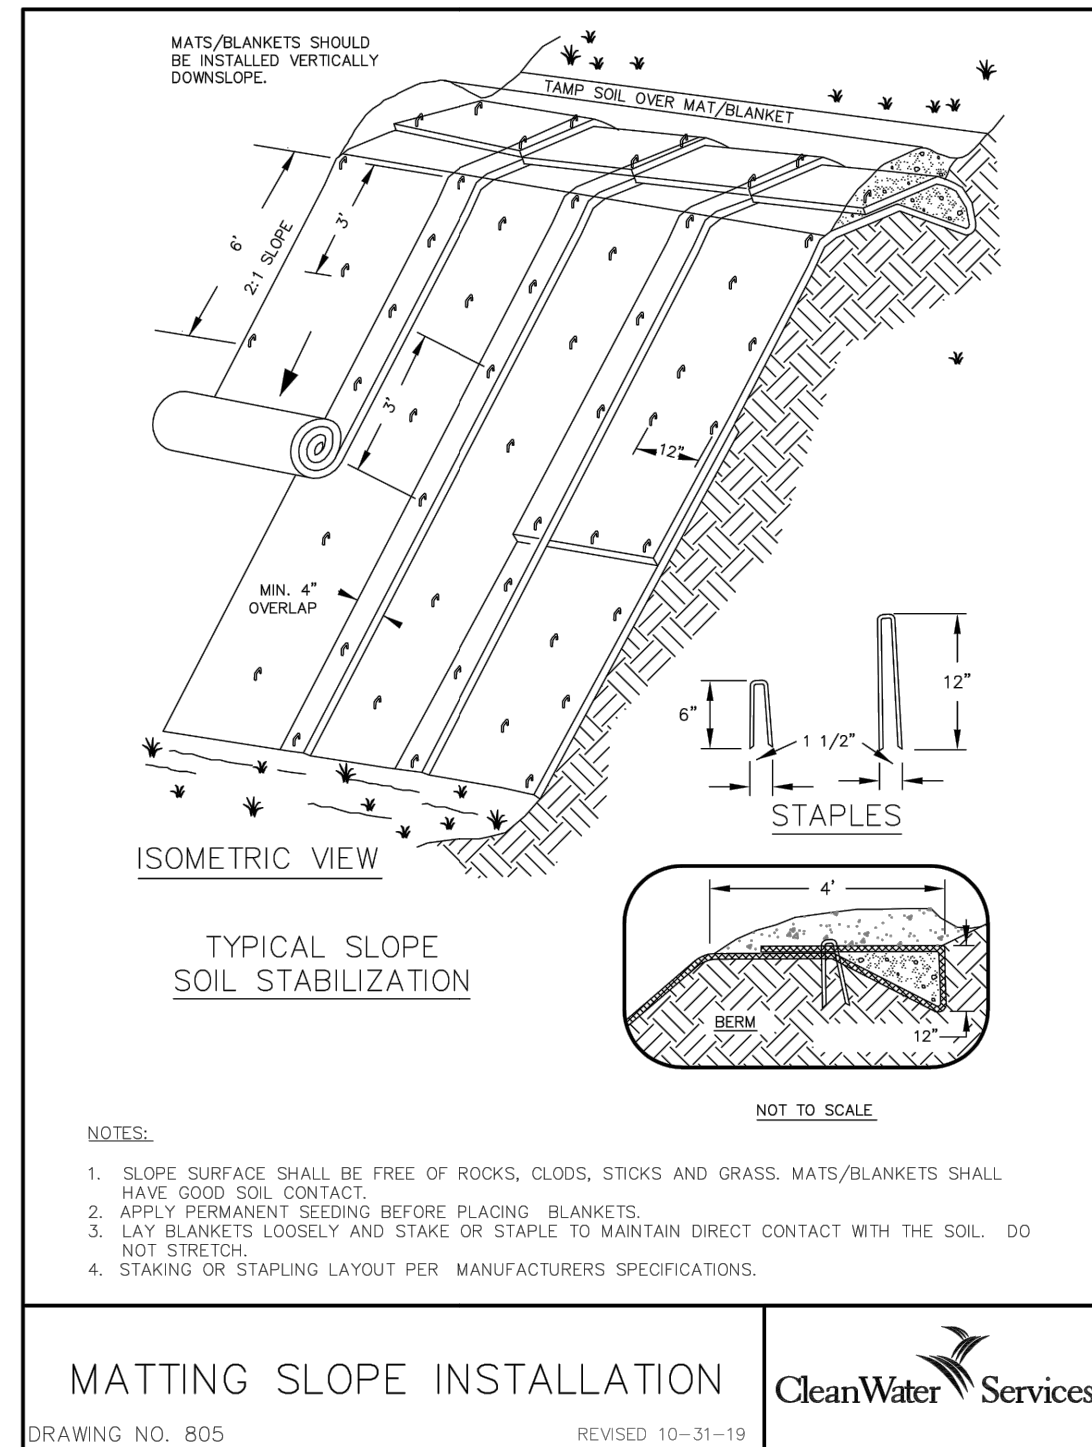 MATS/BLANKETS SHOULD
BE INSTALLED VERTICALLY
DOWNSLOPE.
TAMP SOIL OVER MAT/BLANKET
6'
2:1 SLOPE
3'
3'
12"
MIN. 4"
OVERLAP
6"
12"
1 1/2"
STAPLES
ISOMETRIC VIEW
TYPICAL SLOPE
SOIL STABILIZATION
4'
BERM
12"
NOT TO SCALE
NOTES:
1. SLOPE SURFACE SHALL BE FREE OF ROCKS, CLODS, STICKS AND GRASS. MATS/BLANKETS SHALL
HAVE GOOD SOIL CONTACT.
2. APPLY PERMANENT SEEDING BEFORE PLACING BLANKETS.
3. LAY BLANKETS LOOSELY AND STAKE OR STAPLE TO MAINTAIN DIRECT CONTACT WITH THE SOIL. DO
NOT STRETCH.
4. STAKING OR STAPLING LAYOUT PER MANUFACTURERS SPECIFICATIONS.
MATTING SLOPE INSTALLATION
DRAWING NO. 805
REVISED 10-31-19
CleanWater Services